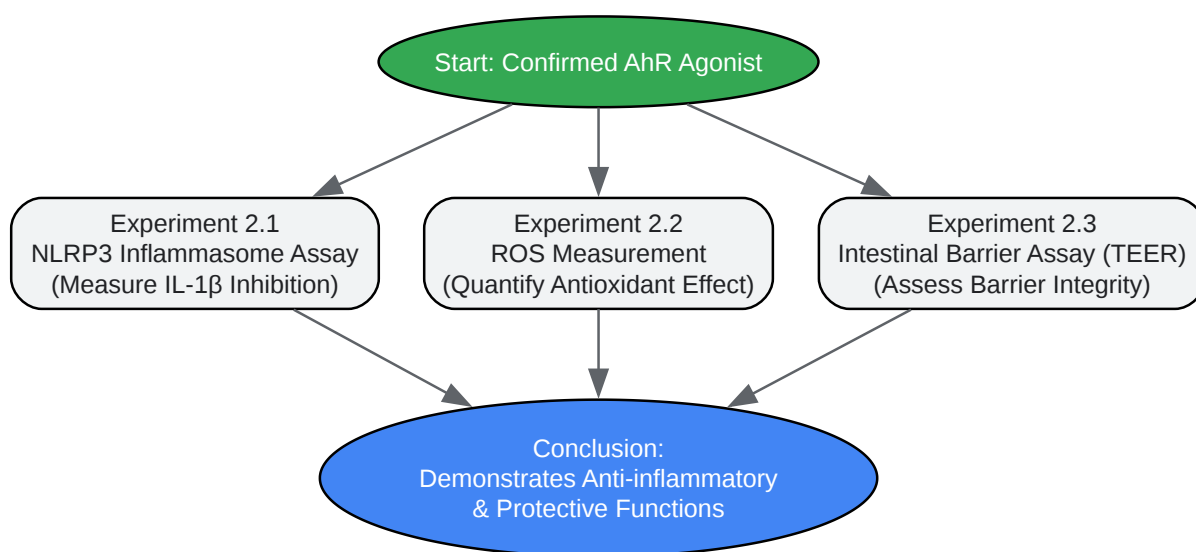 Start: Confirmed AhR Agonist
Experiment 2.1
NLRP3 Inflammasome Assay
(Measure IL-1β Inhibition)
Experiment 2.2
ROS Measurement
(Quantify Antioxidant Effect)
Experiment 2.3
Intestinal Barrier Assay (TEER)
(Assess Barrier Integrity)
Conclusion:
Demonstrates Anti-inflammatory
& Protective Functions